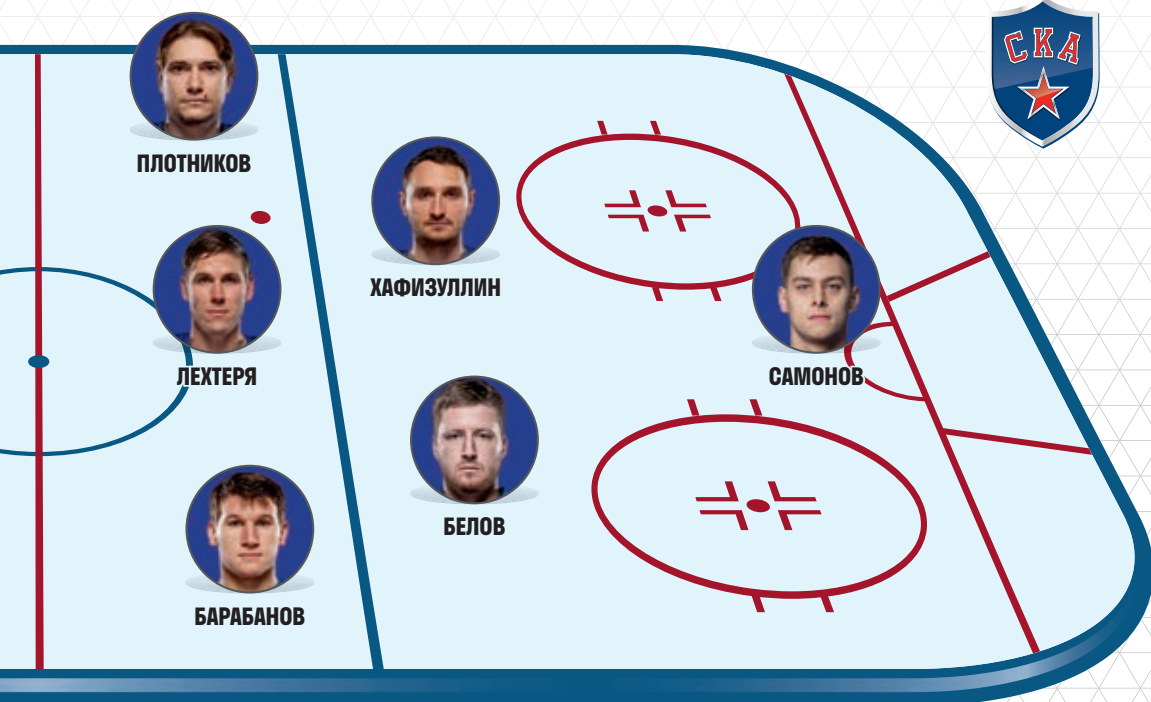 СКА
ПЛОТНИКОВ
ХАФИЗУЛЛИН
ЛЕХТЕРЯ
САМОНОВ
БЕЛОВ
БАРАБАНОВ